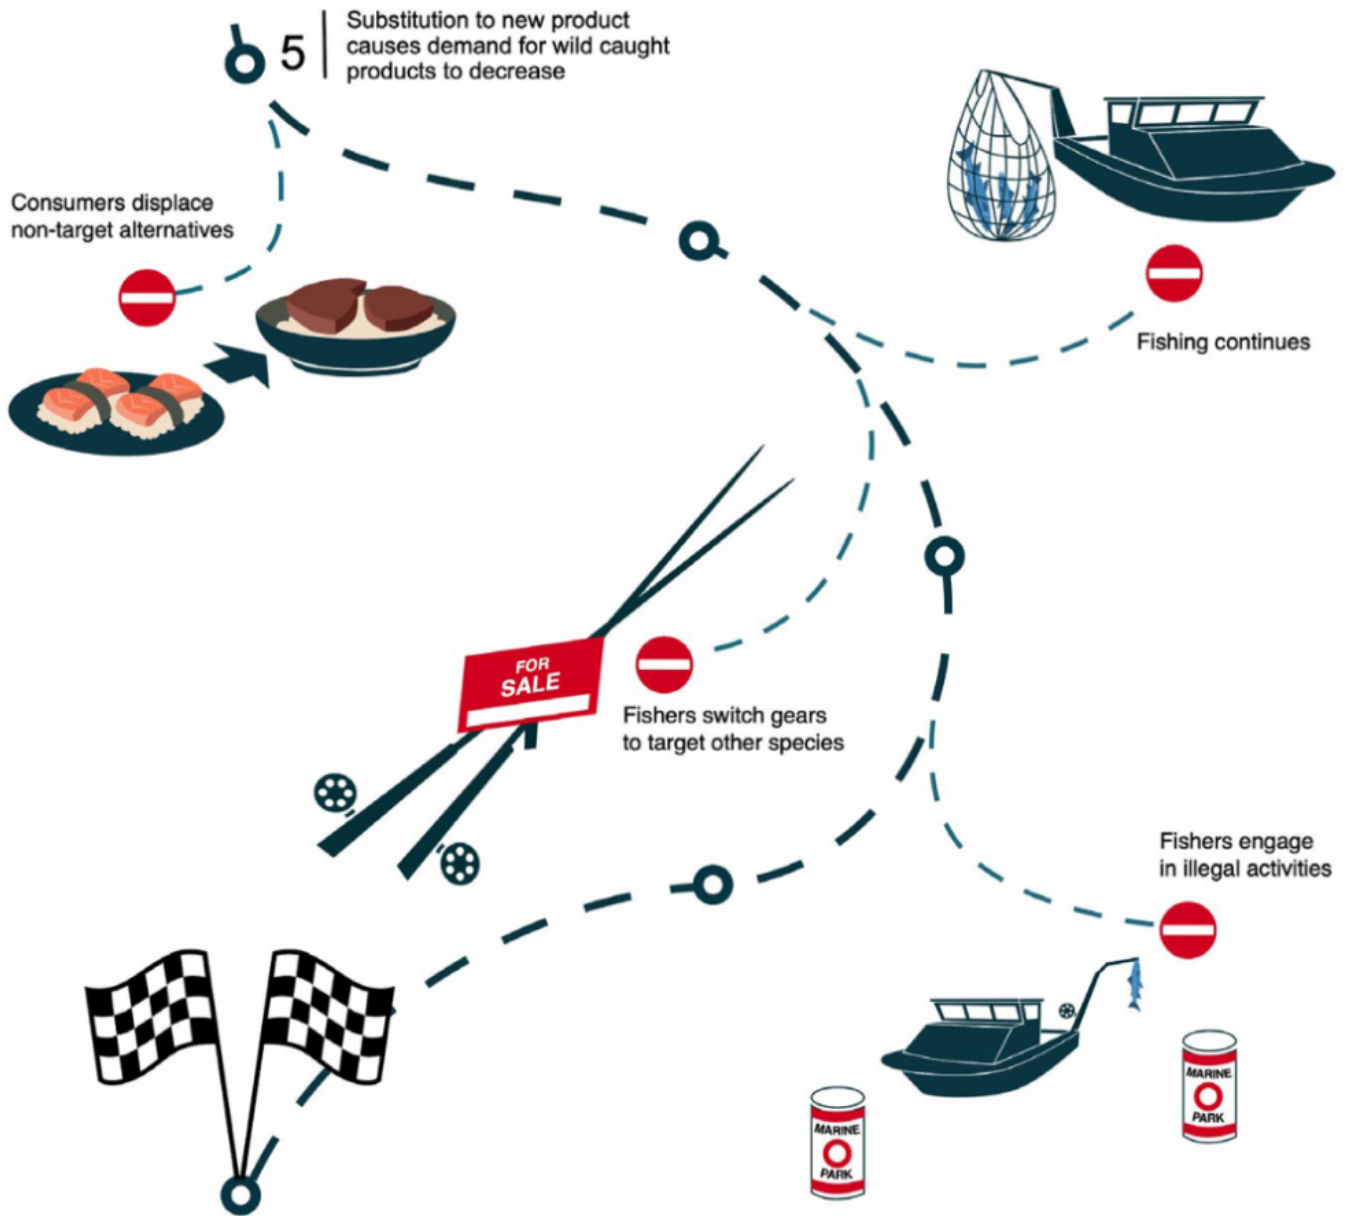 5
Substitution to new product
causes demand for wild caught
products to decrease
Consumers displace
non-target alternatives
Fishing continues
FOR
SALE
Fishers switch gears
to target other species
Fishers engage
in illegal activities
MARINE
PARK
MARINE
PARK